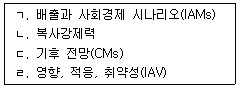 ㄱ. 배출과 사회경제 시나리오(IAMs)
ㄴ. 복사강제력
ㄷ. 기후 전망(CMs)
ㄹ. 영향, 적응, 취약성(IAV)